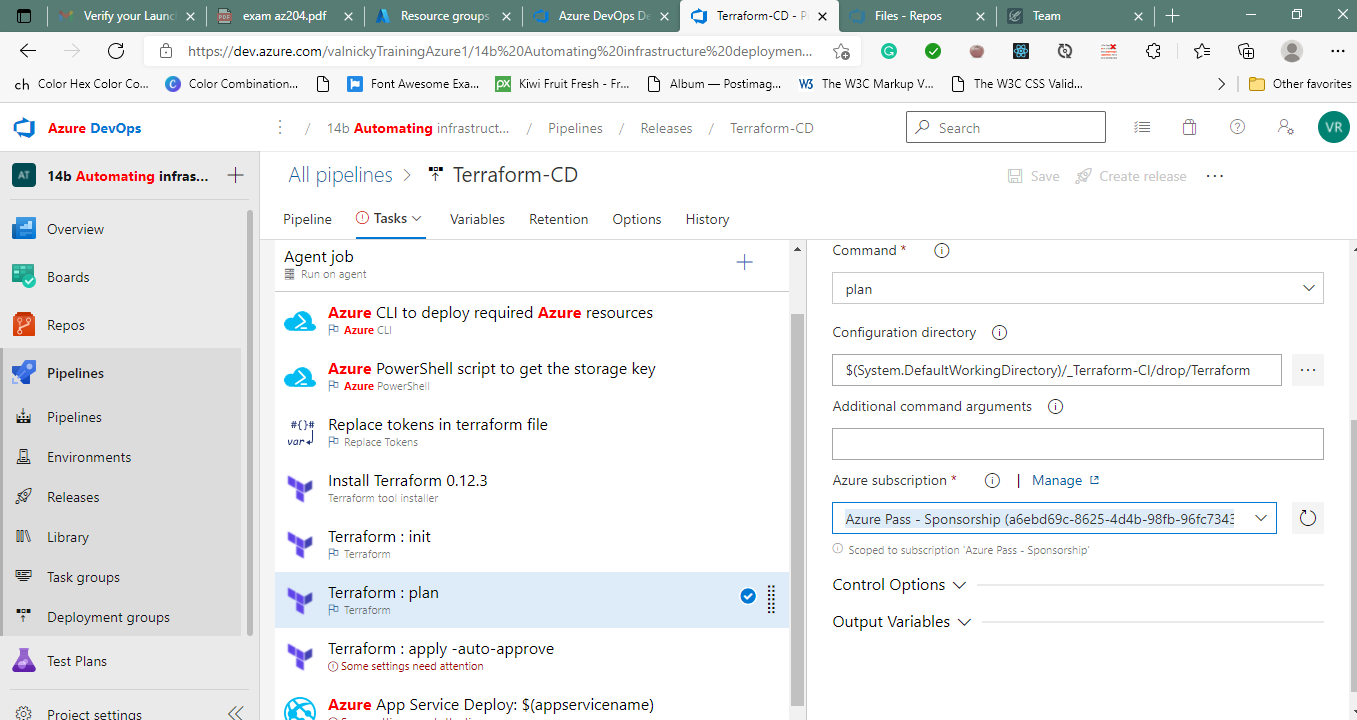 Verify your Launc
exam az204.pdf
Resource groups
Azure DevOps De
Terraform-CD - Pi
Files - Repos
Team
https://dev.azure.com/valnickyTrainingAzure1/14b%20Automating%20infrastructure%20deploymen...
ch Color Hex Color Co...
Color Combination...
Font Awesome Exa...
Kiwi Fruit Fresh - Fr...
Album — Postimag...
The W3C Markup V...
The W3C CSS Valid...
Other favorites
Azure DevOps
14b Automating infrastruct... / Pipelines / Releases / Terraform-CD
Search
VR
AT 14b Automating infras...
Overview
Boards
Repos
Pipelines
Pipelines
Environments
Releases
Library
Task groups
Deployment groups
Test Plans
Project settings
All pipelines > Terraform-CD
Save
Create release
Pipeline
Tasks
Variables
Retention
Options
History
Agent job
Run on agent
Azure CLI to deploy required Azure resources
Azure CLI
Azure PowerShell script to get the storage key
Azure PowerShell
#{}#
var
Replace tokens in terraform file
Replace Tokens
Install Terraform 0.12.3
Terraform tool installer
Terraform : init
Terraform
Terraform : plan
Terraform
Terraform : apply -auto-approve
Some settings need attention
Azure App Service Deploy: $(appservicename)
Command *
plan
Configuration directory
$(System.DefaultWorkingDirectory)/_Terraform-CI/drop/Terraform
Additional command arguments
Azure subscription * | Manage
Azure Pass - Sponsorship (a6ebd69c-8625-4d4b-98fb-96fc7343
Scoped to subscription 'Azure Pass - Sponsorship'
Control Options
Output Variables